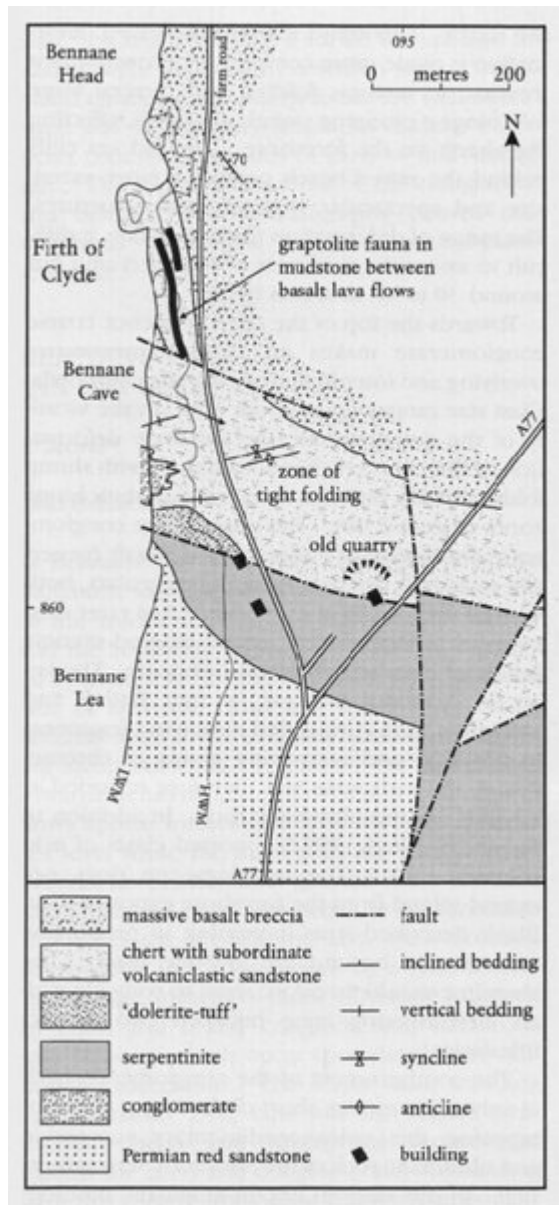 Bennane
Head
farm road
095
0 metres 200
N
70
Firth of
Clyde
graptolite fauna in
mudstone between
basalt lava flows
Bennane
Cave
A77
zone of
tight folding
old quarry
860
Bennane
Lea
LWM
HWM
A77
massive basalt breccia
fault
chert with subordinate
volcaniclastic sandstone
inclined bedding
'dolerite-tuff'
vertical bedding
serpentinite
syncline
conglomerate
anticline
Permian red sandstone
building